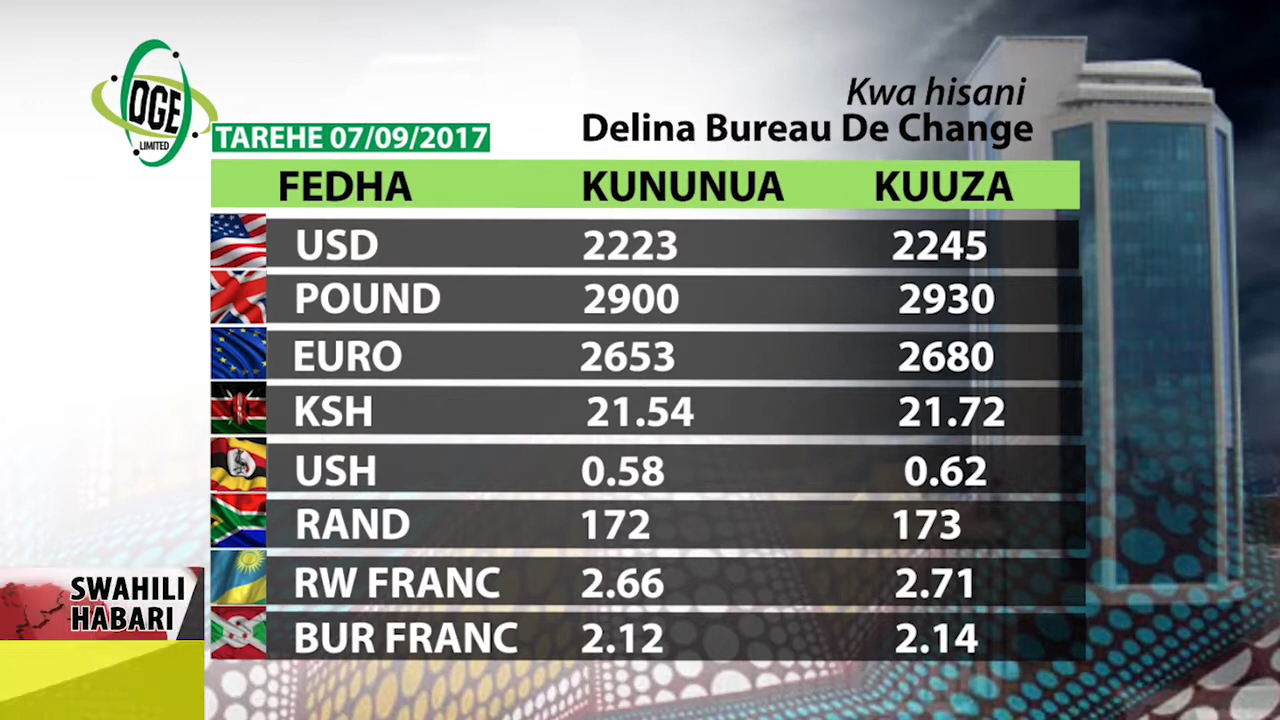 DGE
LIMITED
TAREHE 07/09/2017
Kwa hisani
Delina Bureau De Change
FEDHA KUNUNUA KUUZA
USD 2223 2245
POUND 2900 2930
EURO 2653 2680
KSH 21.54 21.72
USH 0.58 0.62
RAND 172 173
RW FRANC 2.66 2.71
BUR FRANC 2.12 2.14
SWAHILI
HABARI